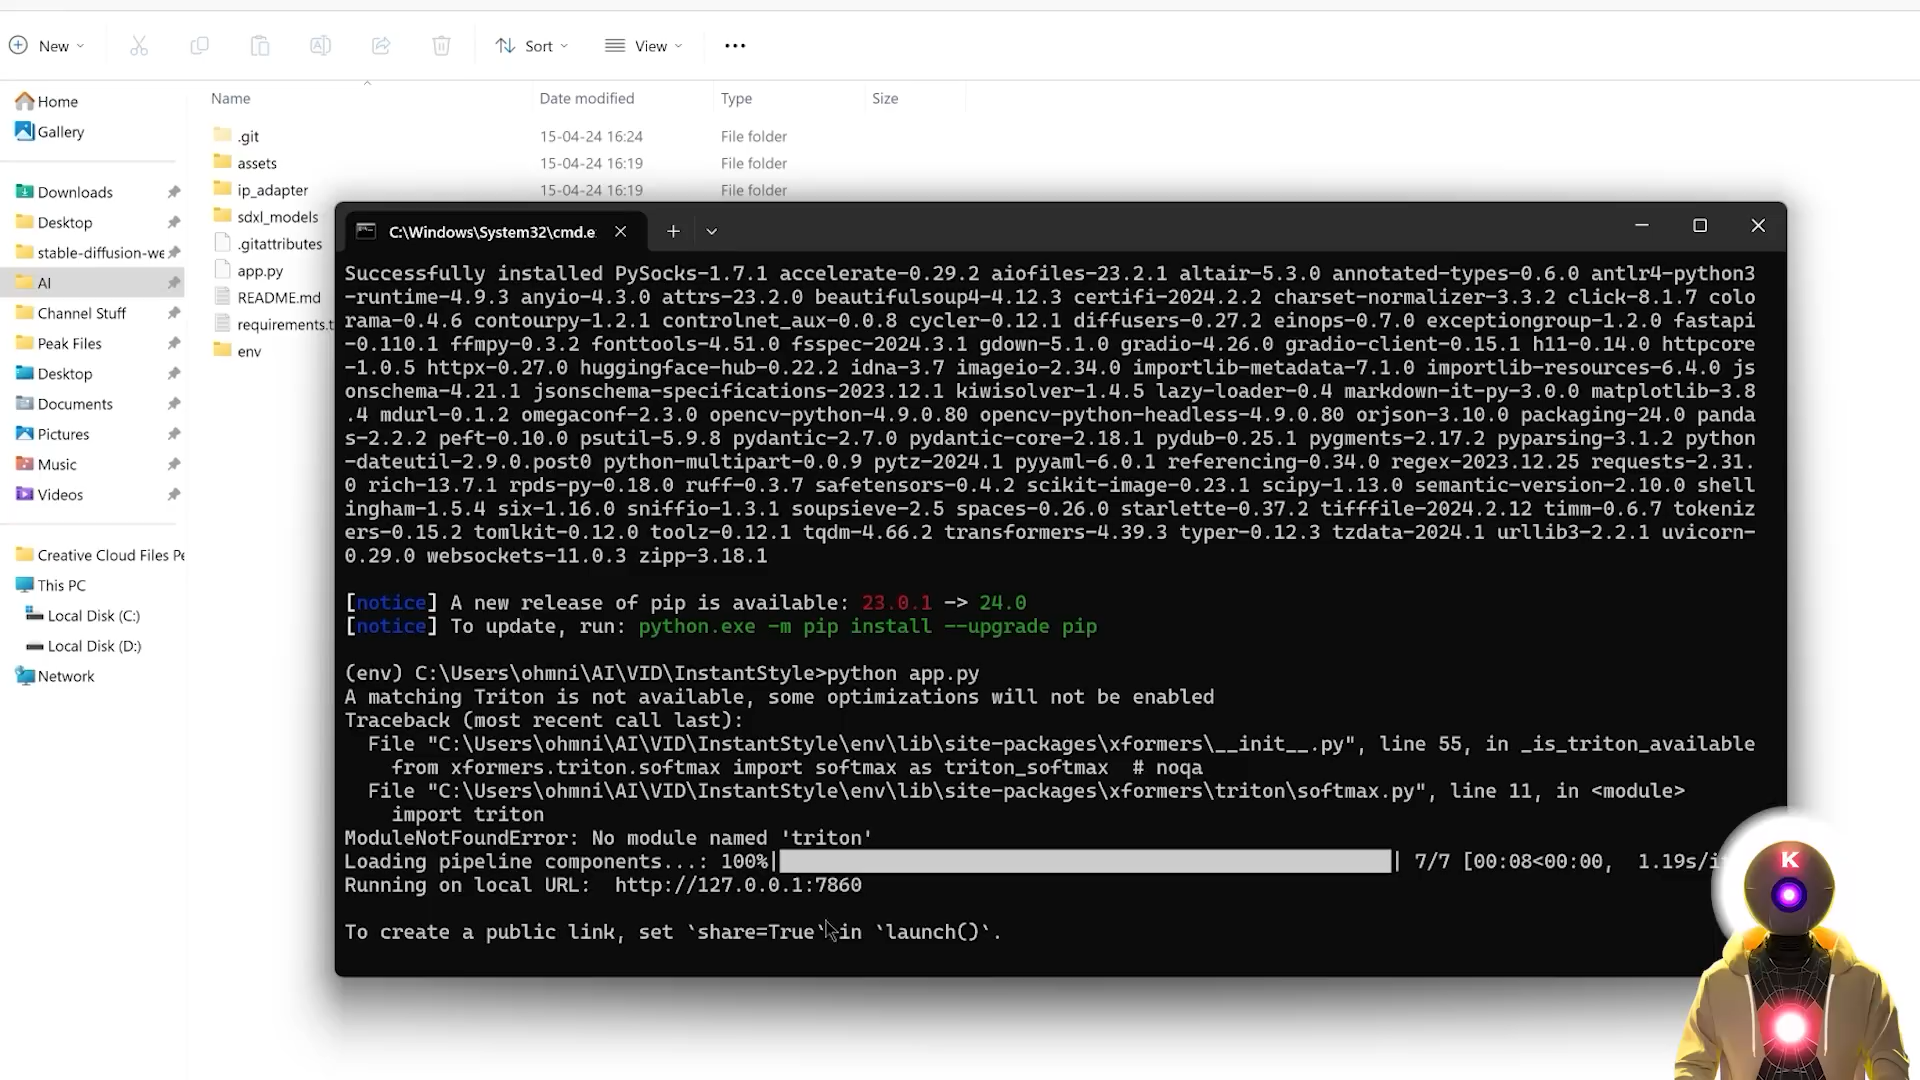 New
Sort
View
Name
Date modified
Type
Size
Home
Gallery
Downloads
Desktop
stable-diffusion-we
AI
Channel Stuff
Peak Files
Desktop
Documents
Pictures
Music
Videos
Creative Cloud Files Pe
This PC
Local Disk (C:)
Local Disk (D:)
Network
.git 15-04-24 16:24 File folder
assets 15-04-24 16:19 File folder
ip_adapter 15-04-24 16:19 File folder
sdxl_models
.gitattributes
app.py
README.md
requirements.t
env
C:\Windows\System32\cmd.e
Successfully installed PySocks-1.7.1 accelerate-0.29.2 aiofiles-23.2.1 altair-5.3.0 annotated-types-0.6.0 antlr4-python3
-runtime-4.9.3 anyio-4.3.0 attrs-23.2.0 beautifulsoup4-4.12.3 certifi-2024.2.2 charset-normalizer-3.3.2 click-8.1.7 colo
rama-0.4.6 contourpy-1.2.1 controlnet_aux-0.0.8 cycler-0.12.1 diffusers-0.27.2 einops-0.7.0 exceptiongroup-1.2.0 fastapi
-0.110.1 ffmpy-0.3.2 fonttools-4.51.0 fsspec-2024.3.1 gdown-5.1.0 gradio-4.26.0 gradio-client-0.15.1 h11-0.14.0 httpcore
-1.0.5 httpx-0.27.0 huggingface-hub-0.22.2 idna-3.7 imageio-2.34.0 importlib-metadata-7.1.0 importlib-resources-6.4.0 js
onschema-4.21.1 jsonschema-specifications-2023.12.1 kiwisolver-1.4.5 lazy-loader-0.4 markdown-it-py-3.0.0 matplotlib-3.8
.4 mdurl-0.1.2 omegaconf-2.3.0 opencv-python-4.9.0.80 opencv-python-headless-4.9.0.80 orjson-3.10.0 packaging-24.0 panda
s-2.2.2 peft-0.10.0 psutil-5.9.8 pydantic-2.7.0 pydantic-core-2.18.1 pydub-0.25.1 pygments-2.17.2 pyparsing-3.1.2 python
-dateutil-2.9.0.post0 python-multipart-0.0.9 pytz-2024.1 pyyaml-6.0.1 referencing-0.34.0 regex-2023.12.25 requests-2.31.
0 rich-13.7.1 rpds-py-0.18.0 ruff-0.3.7 safetensors-0.4.2 scikit-image-0.23.1 scipy-1.13.0 semantic-version-2.10.0 shell
ingham-1.5.4 six-1.16.0 sniffio-1.3.1 soupsieve-2.5 spaces-0.26.0 starlette-0.37.2 tifffile-2024.2.12 timm-0.6.7 tokeniz
ers-0.15.2 tomlkit-0.12.0 toolz-0.12.1 tqdm-4.66.2 transformers-4.39.3 typer-0.12.3 tzdata-2024.1 urllib3-2.2.1 uvicorn-
0.29.0 websockets-11.0.3 zipp-3.18.1
[notice] A new release of pip is available: 23.0.1 -> 24.0
[notice] To update, run: python.exe -m pip install --upgrade pip
(env) C:\Users\ohmni\AI\VID\InstantStyle>python app.py
A matching Triton is not available, some optimizations will not be enabled
Traceback (most recent call last):
File "C:\Users\ohmni\AI\VID\InstantStyle\env\lib\site-packages\xformers\__init__.py", line 55, in _is_triton_available
from xformers.triton.softmax import softmax as triton_softmax # noqa
File "C:\Users\ohmni\AI\VID\InstantStyle\env\lib\site-packages\xformers\triton\softmax.py", line 11, in <module>
import triton
ModuleNotFoundError: No module named 'triton'
Loading pipeline components...: 100%| | 7/7 [00:08<00:00, 1.19s/i
Running on local URL: http://127.0.0.1:7860
To create a public link, set `share=True` in `launch()`.
K